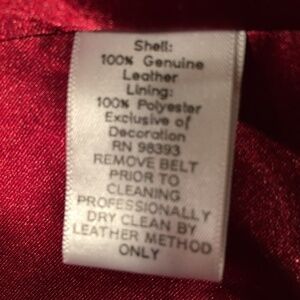 Shell:
100% Genuine
Leather
Lining:
100% Polyester
Exclusive of
Decoration
RN 98393
REMOVE BELT
PRIOR TO
CLEANING
PROFESSIONALLY
DRY CLEAN BY
LEATHER METHOD
ONLY